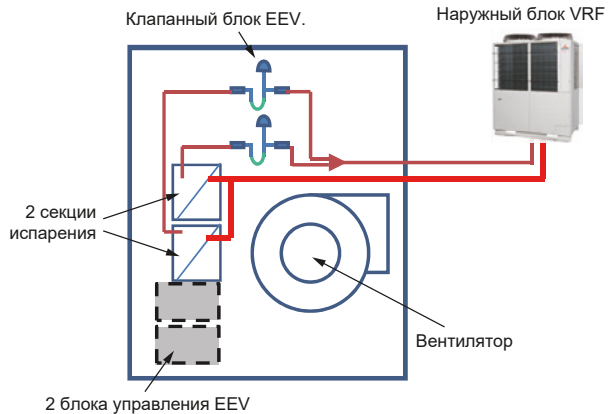 Клапанный блок EEV.
Наружный блок VRF
2 секции
испарения
Вентилятор
2 блока управления EEV